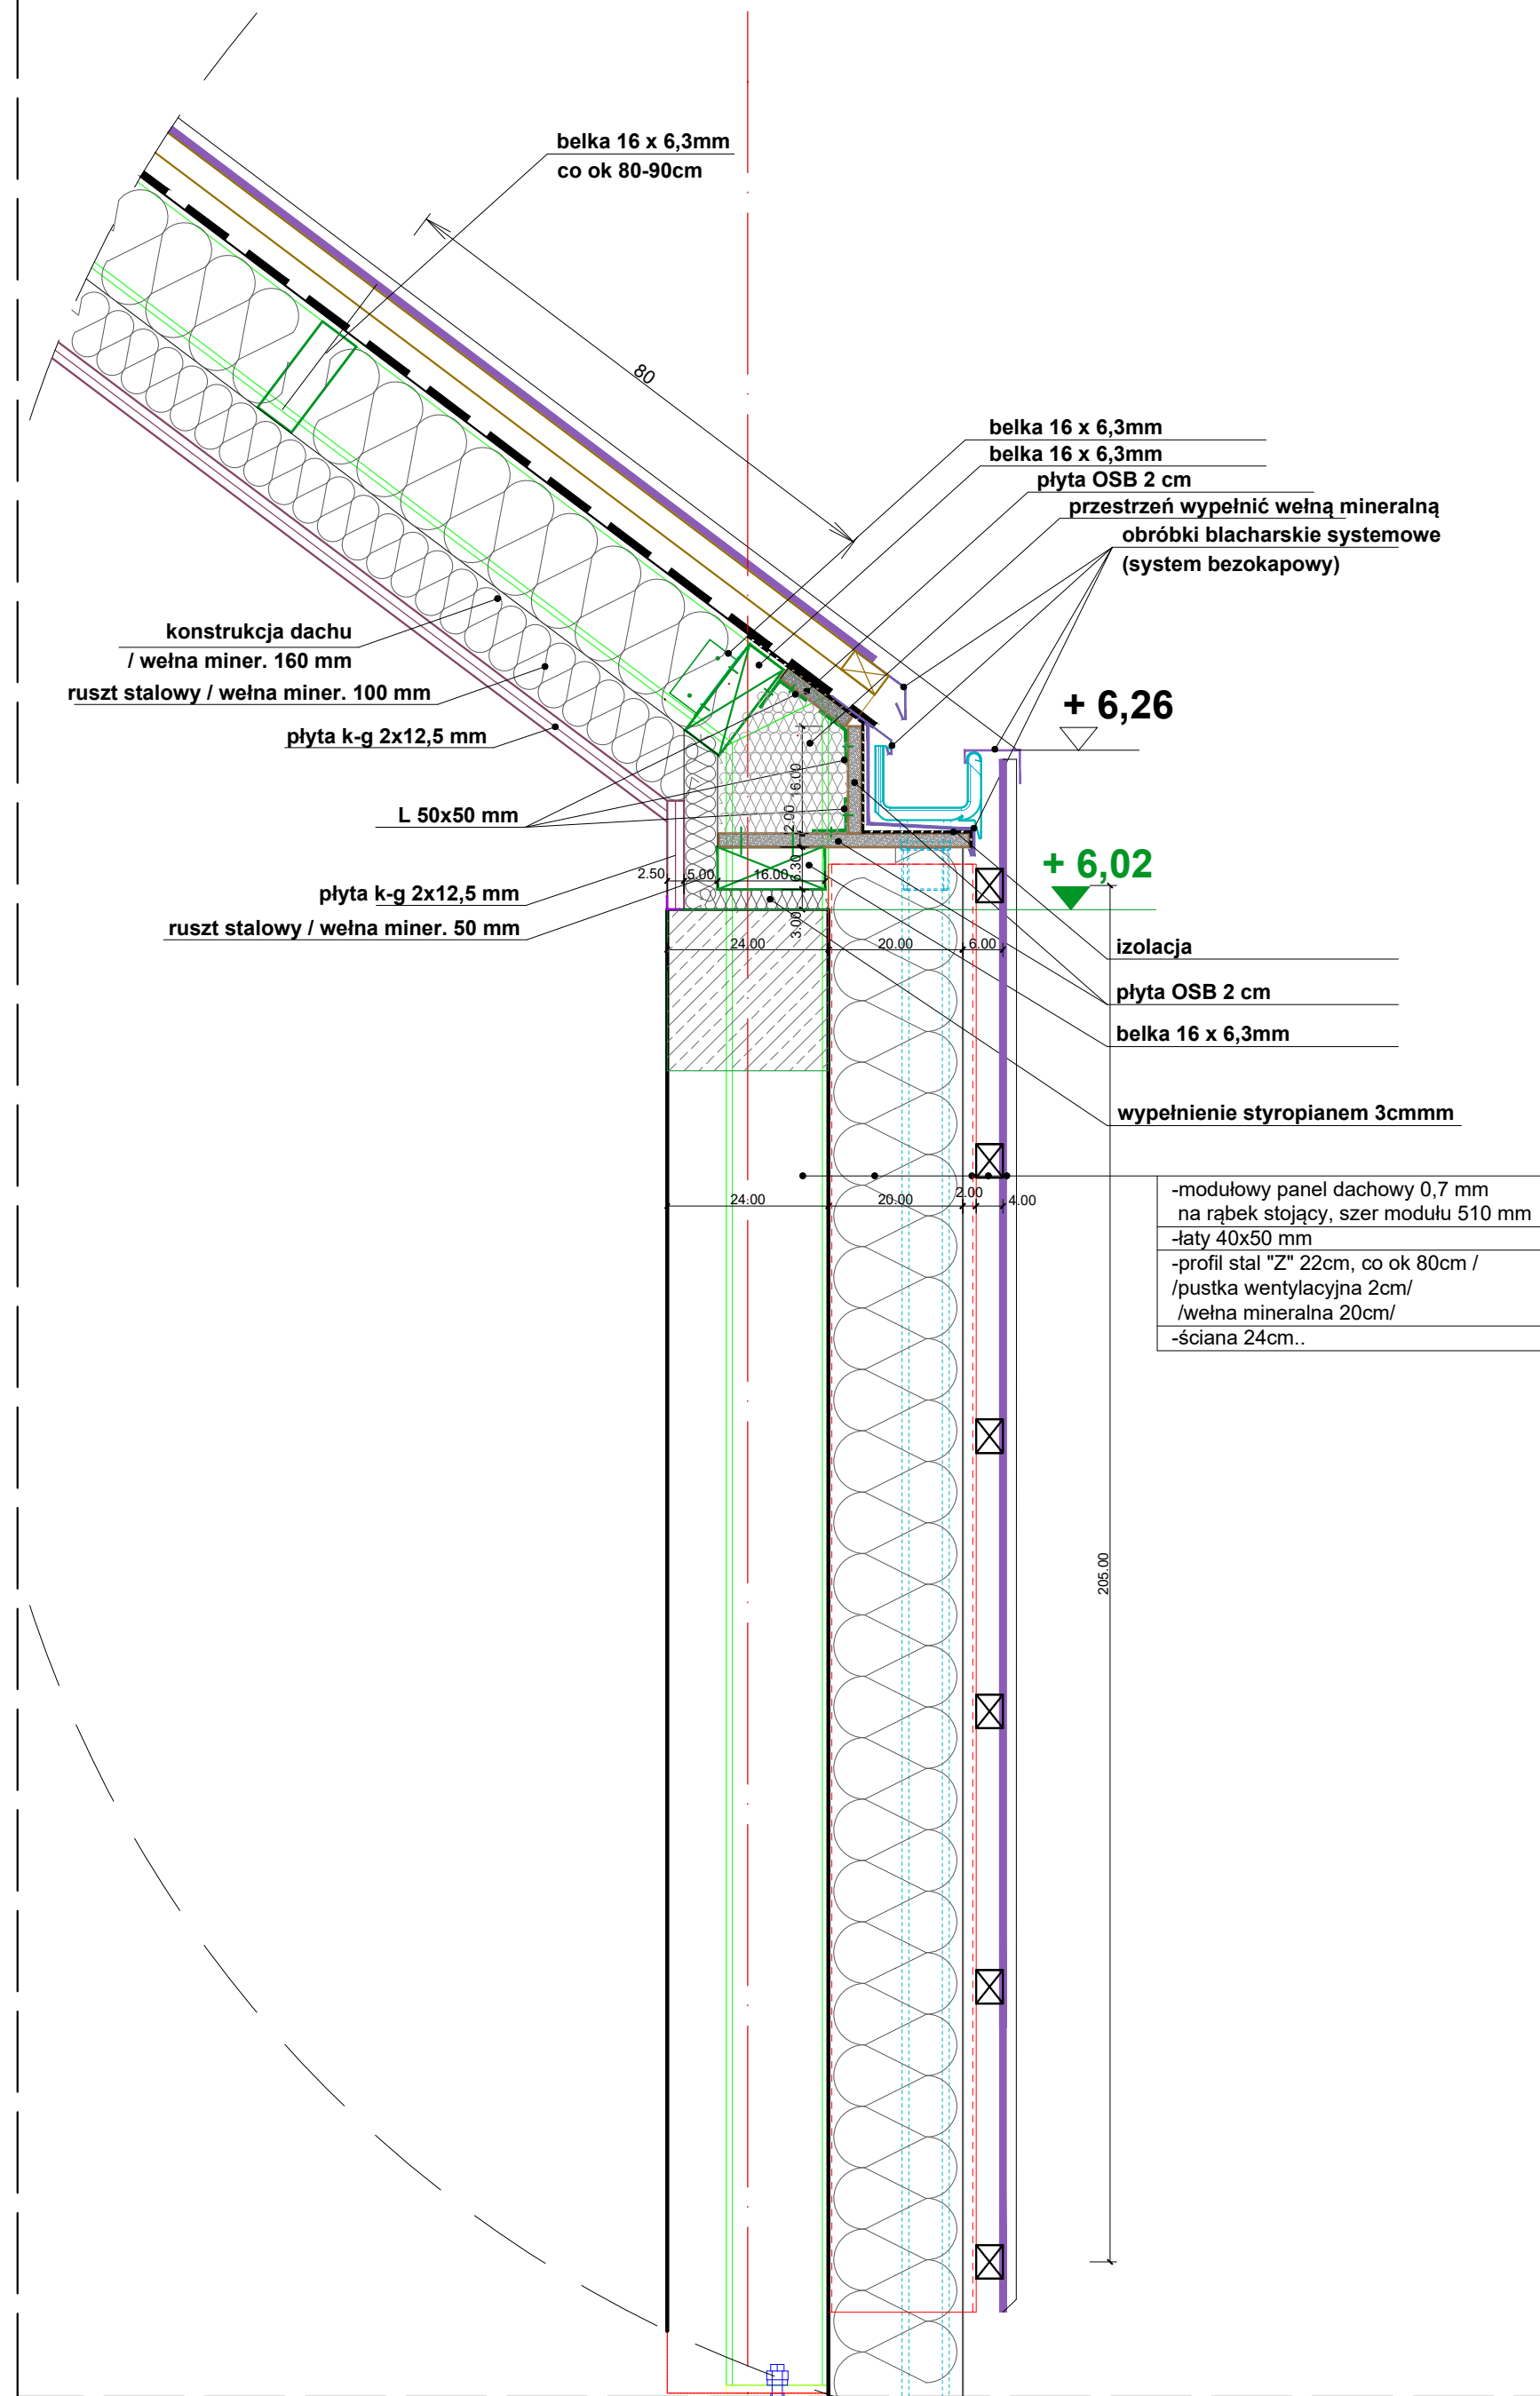 belka 16 x 6,3mm
co ok 80-90cm
80
belka 16 x 6,3mm
belka 16 x 6,3mm
płyta OSB 2 cm
przestrzeń wypełnić wełną mineralną
obróbki blacharskie systemowe
(system bezokapowy)
konstrukcja dachu
/ wełna miner. 160 mm
ruszt stalowy / wełna miner. 100 mm
płyta k-g 2x12,5 mm
+ 6,26
L 50x50 mm
16.00
2.00
6.30
3.00
+ 6,02
2.50
5.00
16.00
płyta k-g 2x12,5 mm
ruszt stalowy / wełna miner. 50 mm
24.00
20.00
6.00
izolacja
płyta OSB 2 cm
belka 16 x 6,3mm
wypełnienie styropianem 3cmmm
24.00
20.00
2.00
4.00
-modułowy panel dachowy 0,7 mm
na rąbek stojący, szer modułu 510 mm
-łaty 40x50 mm
-profil stal "Z" 22cm, co ok 80cm /
/pustka wentylacyjna 2cm/
/wełna mineralna 20cm/
-ściana 24cm..
205.00